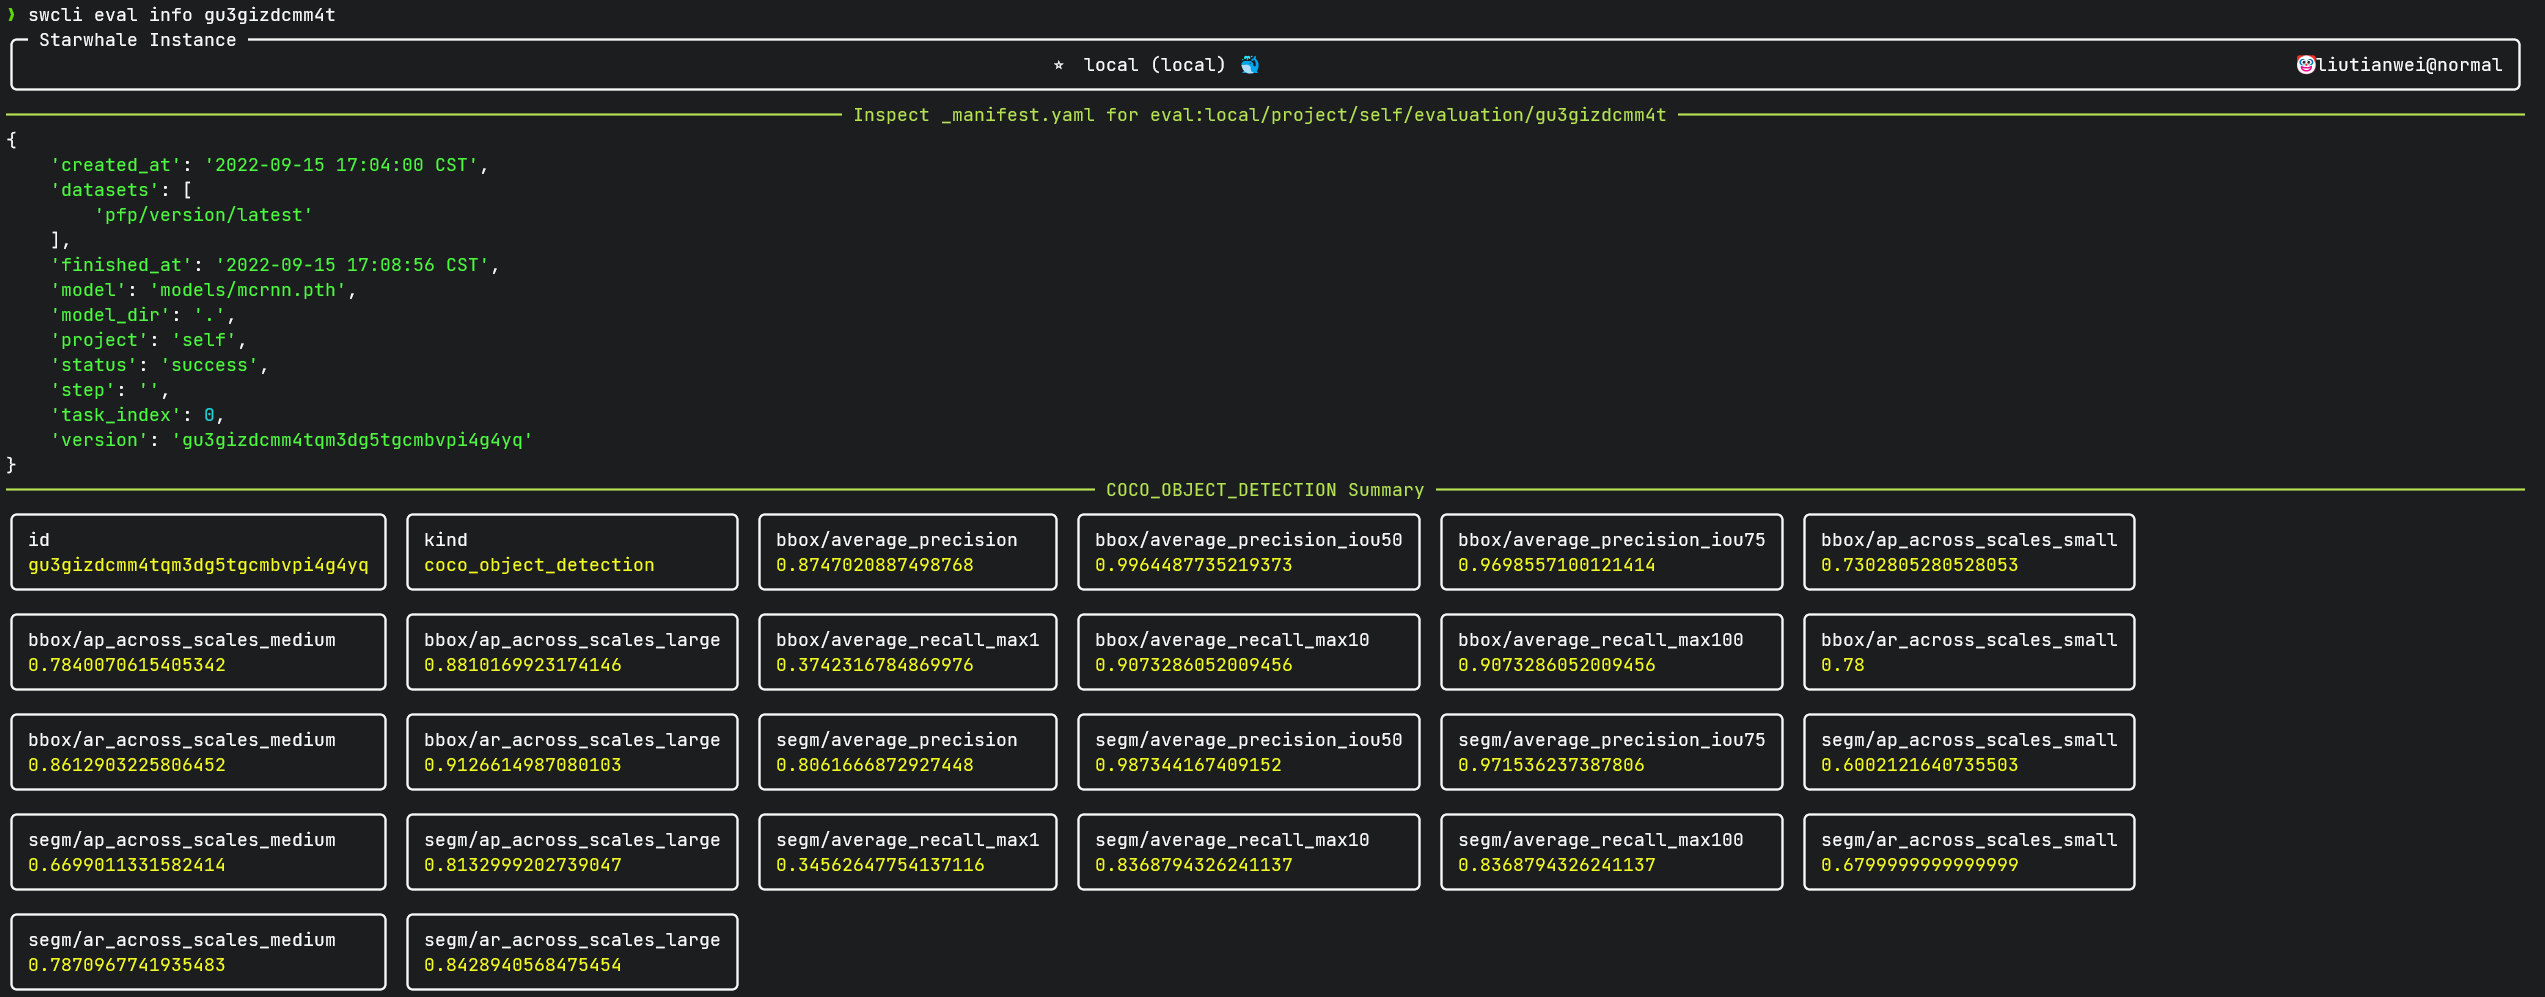 ❯ swcli eval info gu3gizdcmm4t
Starwhale Instance
⭐ local (local) 🐳 🤡liutianwei@normal
Inspect _manifest.yaml for eval:local/project/self/evaluation/gu3gizdcmm4t
{
'created_at': '2022-09-15 17:04:00 CST',
'datasets': [
'pfp/version/latest'
],
'finished_at': '2022-09-15 17:08:56 CST',
'model': 'models/mcrnn.pth',
'model_dir': '.',
'project': 'self',
'status': 'success',
'step': '',
'task_index': 0,
'version': 'gu3gizdcmm4tqm3dg5tgcmbvpi4g4yq'
}
COCO_OBJECT_DETECTION Summary
id
gu3gizdcmm4tqm3dg5tgcmbvpi4g4yq
kind
coco_object_detection
bbox/average_precision
0.8747020887498768
bbox/average_precision_iou50
0.9964487735219373
bbox/average_precision_iou75
0.9698557100121414
bbox/ap_across_scales_small
0.7302805280528053
bbox/ap_across_scales_medium
0.7840070615405342
bbox/ap_across_scales_large
0.8810169923174146
bbox/average_recall_max1
0.3742316784869976
bbox/average_recall_max10
0.9073286052009456
bbox/average_recall_max100
0.9073286052009456
bbox/ar_across_scales_small
0.78
bbox/ar_across_scales_medium
0.8612903225806452
bbox/ar_across_scales_large
0.9126614987080103
segm/average_precision
0.8061666872927448
segm/average_precision_iou50
0.987344167409152
segm/average_precision_iou75
0.971536237387806
segm/ap_across_scales_small
0.6002121640735503
segm/ap_across_scales_medium
0.6699011331582414
segm/ap_across_scales_large
0.8132999202739047
segm/average_recall_max1
0.34562647754137116
segm/average_recall_max10
0.8368794326241137
segm/average_recall_max100
0.8368794326241137
segm/ar_across_scales_small
0.6799999999999999
segm/ar_across_scales_medium
0.7870967741935483
segm/ar_across_scales_large
0.8428940568475454